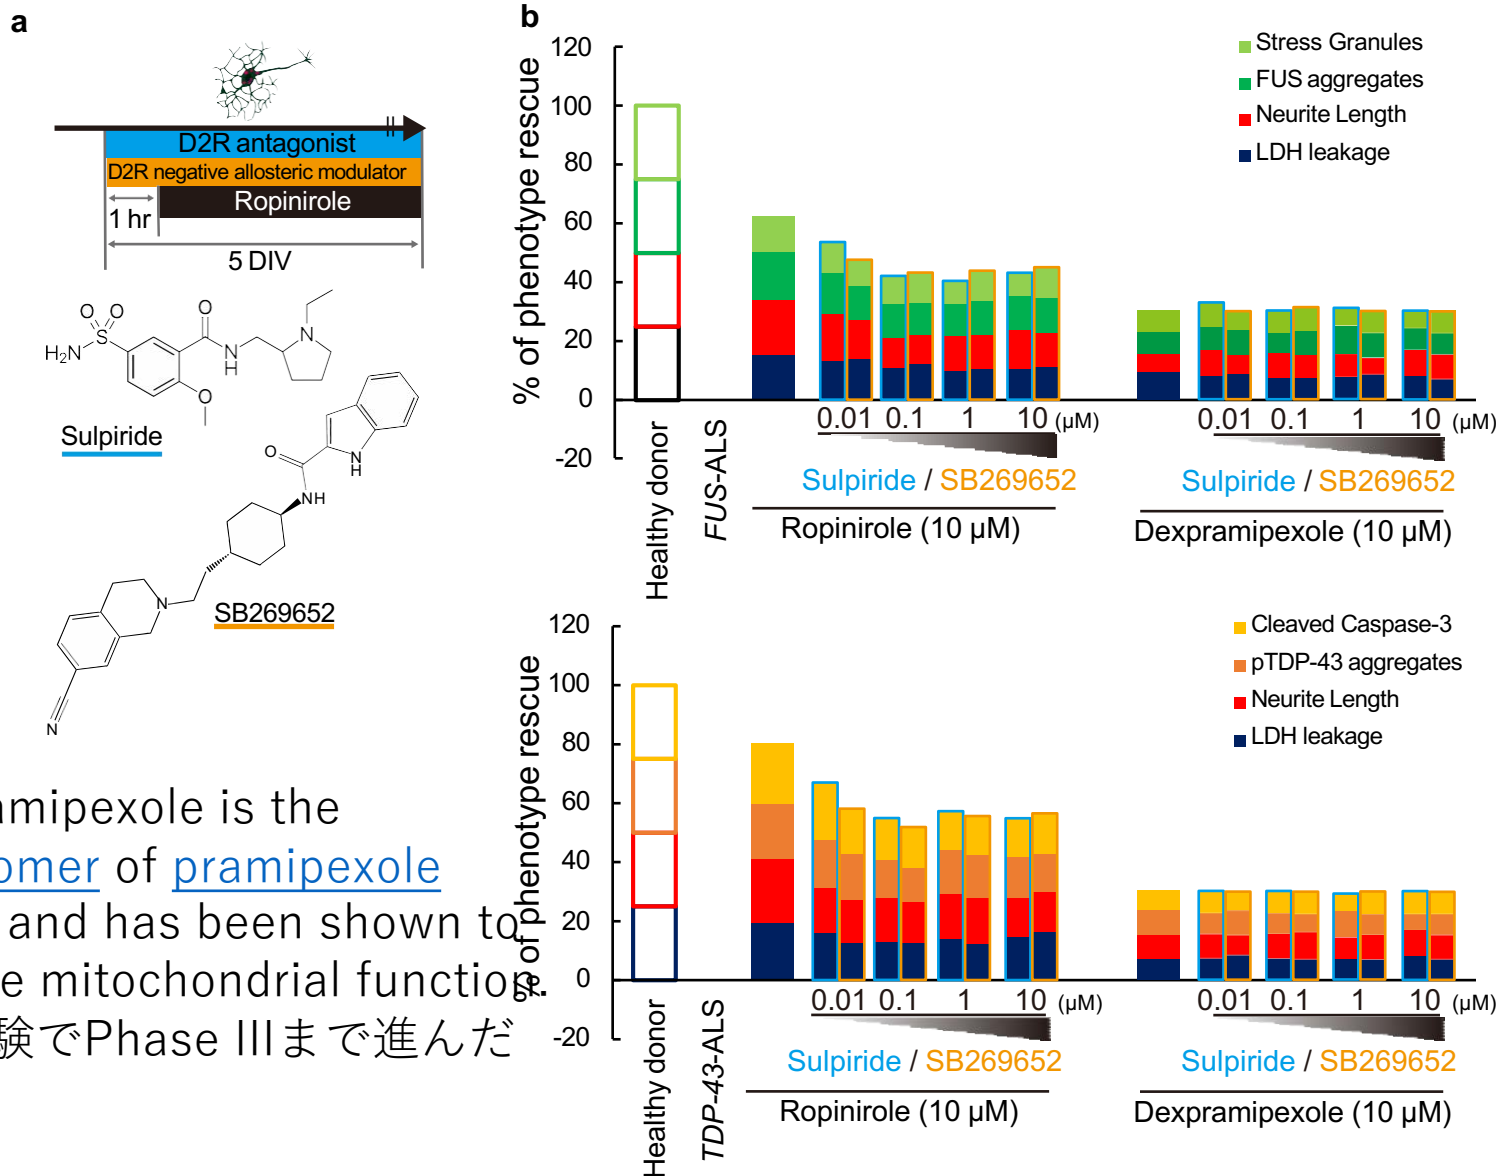 a
D2R antagonist
D2R negative allosteric modulator
Ropinirole
1 hr
5 DIV
O
O
O
S
H₂N
N
H
N
O
Sulpiride
O
N
H
NH
N
SB269652
N
amipexole is the
omer of pramipexole
and has been shown to
e mitochondrial function.
験でPhase IIIまで進んだ
b
% of phenotype rescue
120
100
80
60
40
20
0
-20
Stress Granules
FUS aggregates
Neurite Length
LDH leakage
Healthy donor
FUS-ALS
0.01 0.1 1 10 (μM)
Sulpiride / SB269652
Ropinirole (10 μM)
0.01 0.1 1 10 (μM)
Sulpiride / SB269652
Dexpramipexole (10 μM)
% of phenotype rescue
120
100
80
60
40
20
0
-20
Cleaved Caspase-3
pTDP-43 aggregates
Neurite Length
LDH leakage
Healthy donor
TDP-43-ALS
0.01 0.1 1 10 (μM)
Sulpiride / SB269652
Ropinirole (10 μM)
0.01 0.1 1 10 (μM)
Sulpiride / SB269652
Dexpramipexole (10 μM)